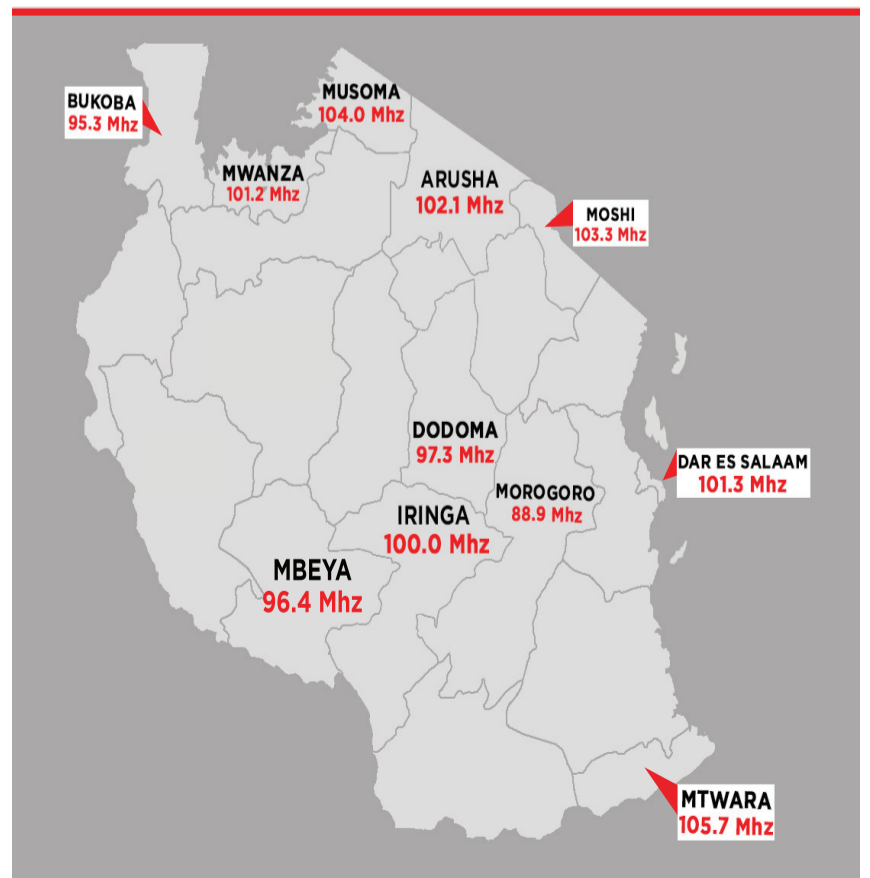 BUKOBA
95.3 Mhz
MUSOMA
104.0 Mhz
MWANZA
101.2 Mhz
ARUSHA
102.1 Mhz
MOSHI
103.3 Mhz
DODOMA
97.3 Mhz
DAR ES SALAAM
101.3 Mhz
MOROGORO
88.9 Mhz
IRINGA
100.0 Mhz
MBEYA
96.4 Mhz
MTWARA
105.7 Mhz